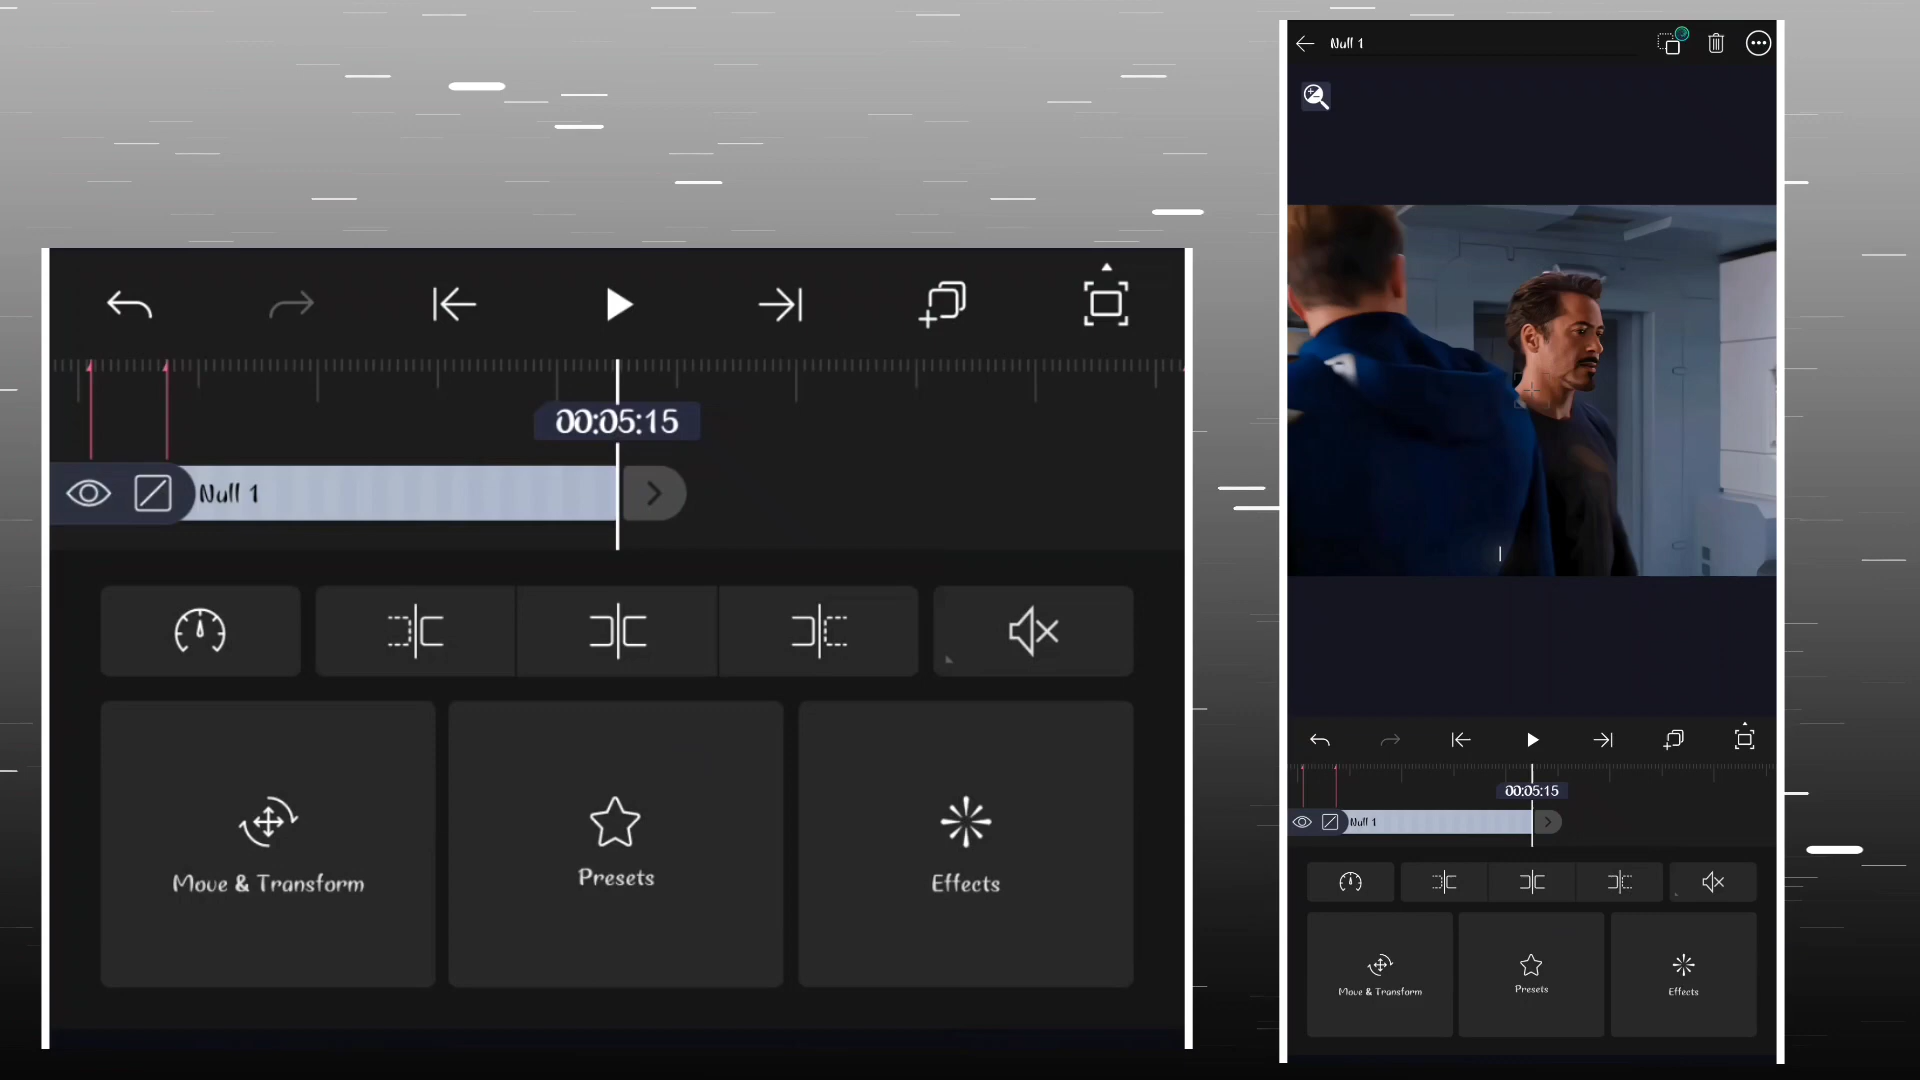 00:05:15
Null 1
Move & Transform
Presets
Effects
Null 1
00:05:15
Null 1
Move & Transform
Presets
Effects